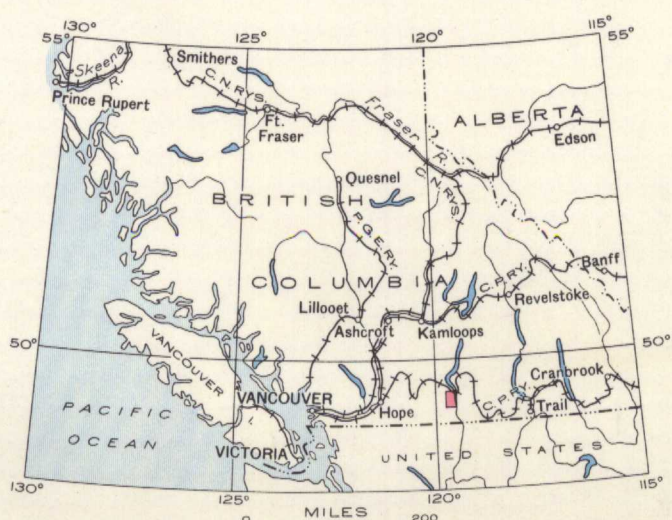 130°
125°
120°
115°
55°
55°
Skeena
R.
Prince Rupert
Smithers
C.N.RYS.
Ft.
Fraser
Fraser R.
ALBERTA
Edson
C.N.RYS
Quesnel
BRITISH
P.G.E.RY.
COLUMBIA
C.P.RY.
Banff
Revelstoke
Lillooet
Ashcroft
Kamloops
50°
50°
VANCOUVER
I.
VANCOUVER
Hope
C.P.RY.
Cranbrook
Trail
PACIFIC
OCEAN
VICTORIA
UNITED STATES
130°
125°
120°
115°
MILES
0
200